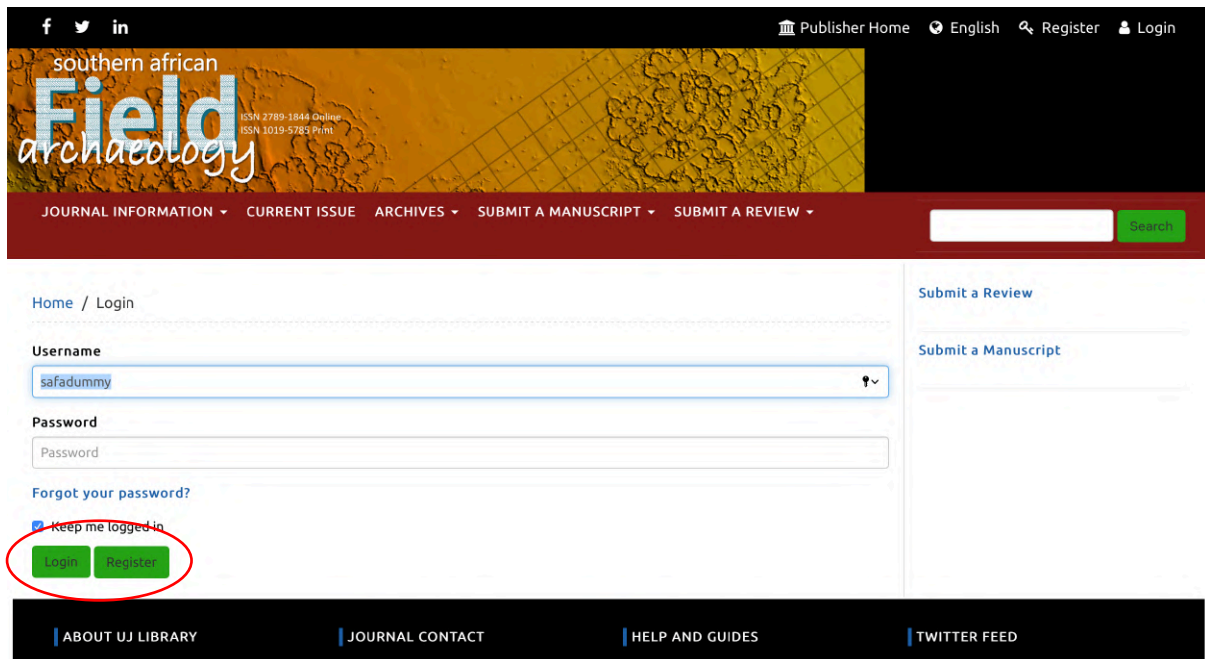 Publisher Home English Register Login
southern african
Field
archaeology
ISSN 2789-1844 Online
ISSN 1019-5785 Print
JOURNAL INFORMATION CURRENT ISSUE ARCHIVES SUBMIT A MANUSCRIPT SUBMIT A REVIEW
Search
Home / Login
Username
safadummy
Password
Password
Forgot your password?
Keep me logged in
Login Register
Submit a Review
Submit a Manuscript
ABOUT UJ LIBRARY JOURNAL CONTACT HELP AND GUIDES TWITTER FEED